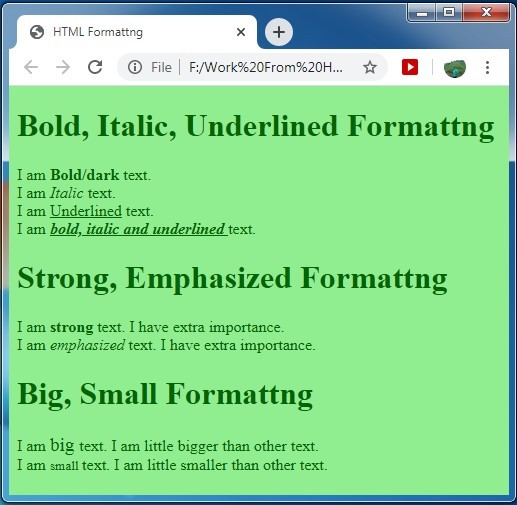 HTML Formattng
File F:/Work%20From%20H...
Bold, Italic, Underlined Formattng
I am Bold/dark text.
I am Italic text.
I am Underlined text.
I am bold, italic and underlined text.
Strong, Emphasized Formattng
I am strong text. I have extra importance.
I am emphasized text. I have extra importance.
Big, Small Formattng
I am big text. I am little bigger than other text.
I am small text. I am little smaller than other text.